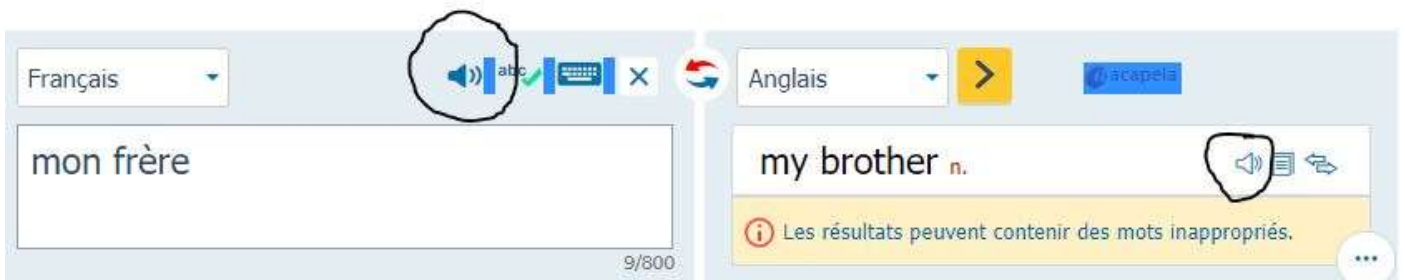 Français
abc
Anglais
acapela
mon frère
my brother n.
Les résultats peuvent contenir des mots inappropriés.
9/800